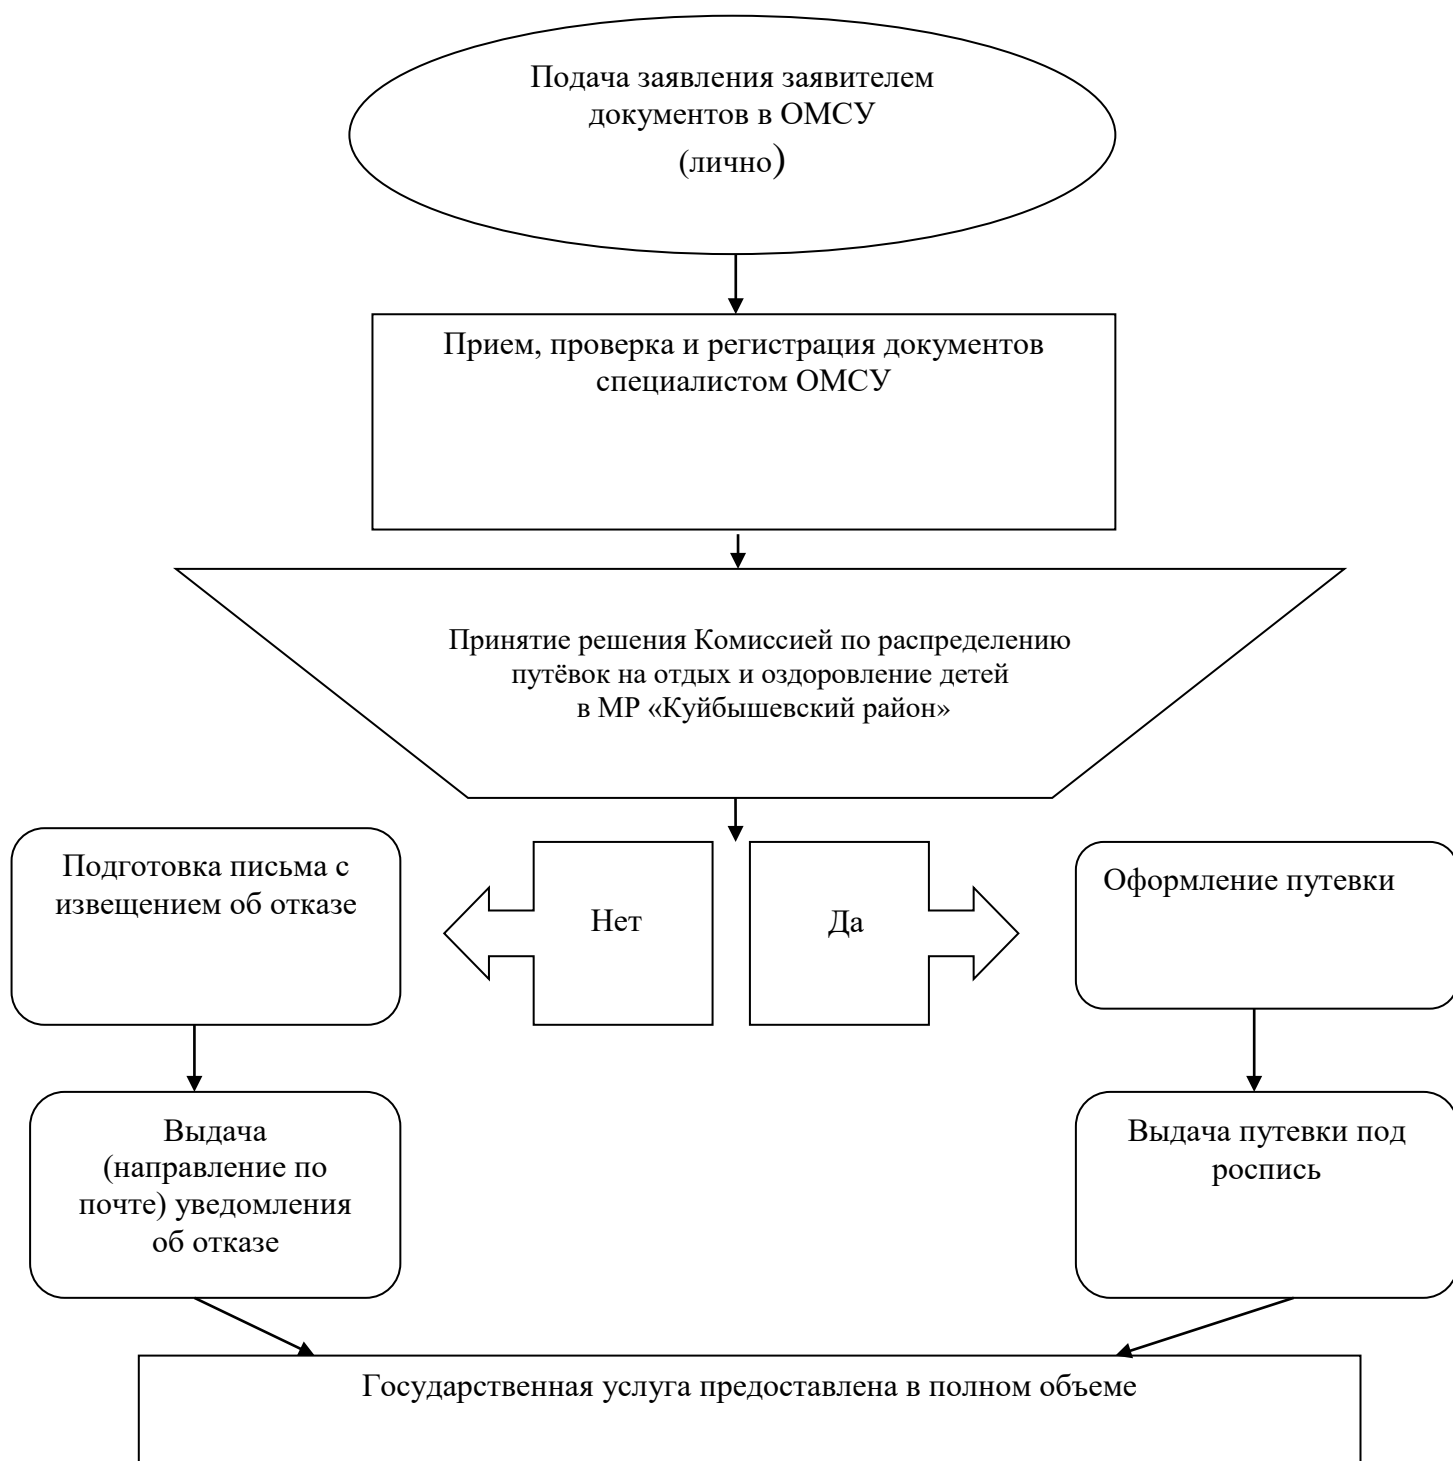 Подача заявления заявителем
документов в ОМСУ
(лично)
Прием, проверка и регистрация документов
специалистом ОМСУ
Принятие решения Комиссией по распределению
путёвок на отдых и оздоровление детей
в МР «Куйбышевский район»
Подготовка письма с
извещением об отказе
Нет
Да
Оформление путевки
Выдача
(направление по
почте) уведомления
об отказе
Выдача путевки под
роспись
Государственная услуга предоставлена в полном объеме